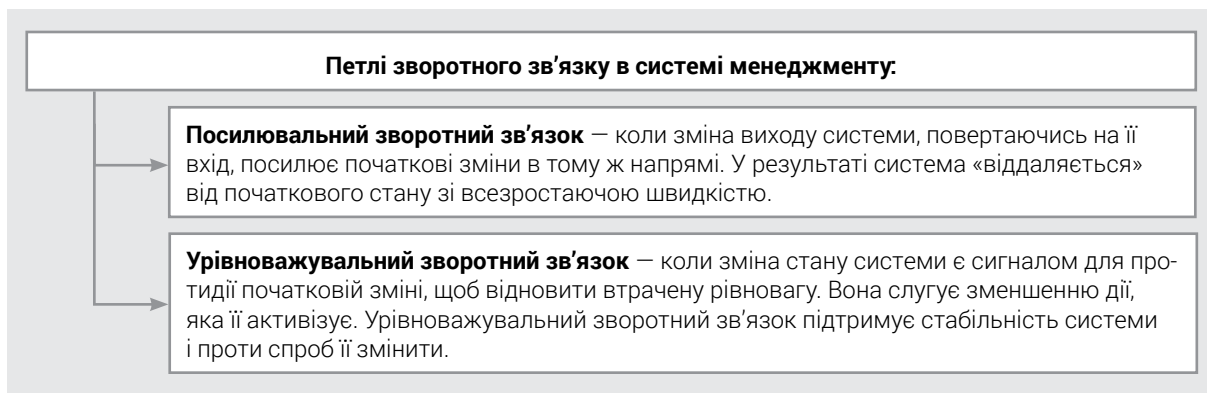 Петлі зворотного зв’язку в системі менеджменту:
Посилювальний зворотний зв’язок — коли зміна виходу системи, повертаючись на її
вхід, посилює початкові зміни в тому ж напрямі. У результаті система «віддаляється»
від початкового стану зі всезростаючою швидкістю.
Урівноважувальний зворотний зв’язок — коли зміна стану системи є сигналом для про-
тидії початковій зміні, щоб відновити втрачену рівновагу. Вона слугує зменшенню дії,
яка її активізує. Урівноважувальний зворотний зв’язок підтримує стабільність системи
і проти спроб її змінити.